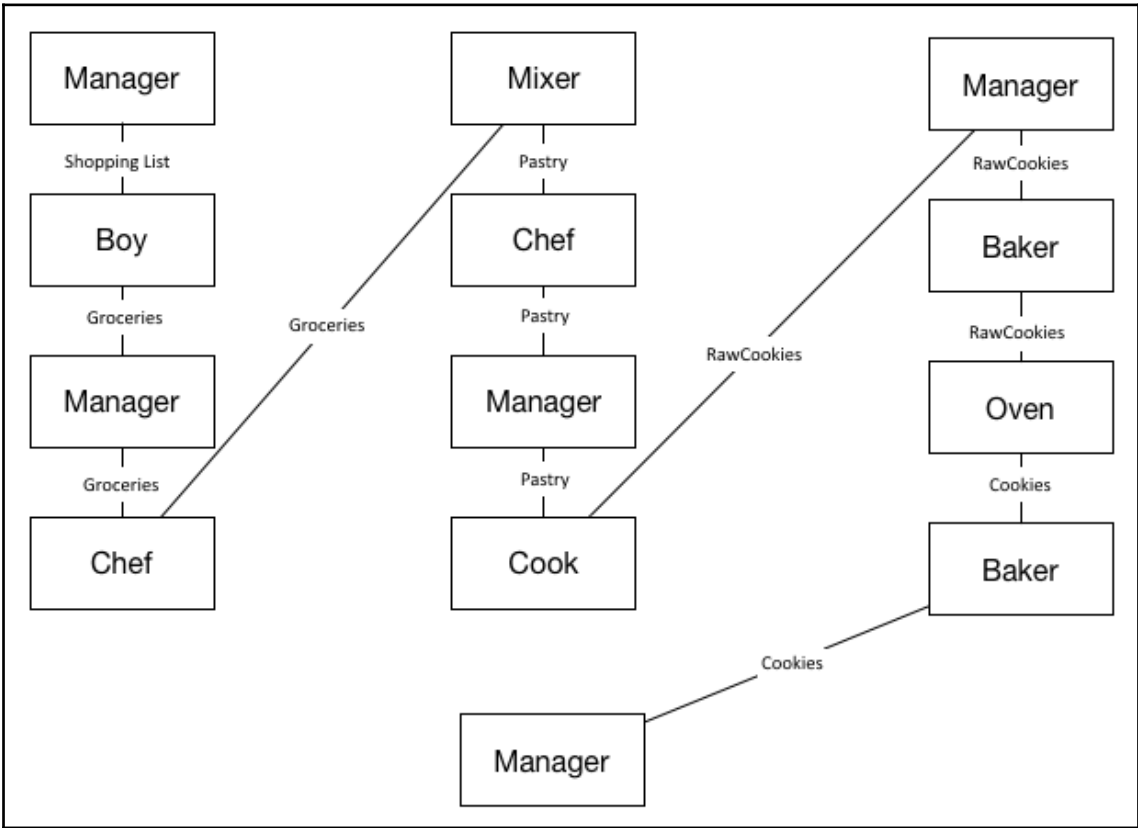 Manager
Shopping List
Boy
Groceries
Manager
Groceries
Chef
Groceries
Mixer
Pastry
Chef
Pastry
Manager
Pastry
Cook
RawCookies
Manager
RawCookies
Baker
RawCookies
Oven
Cookies
Baker
Cookies
Manager